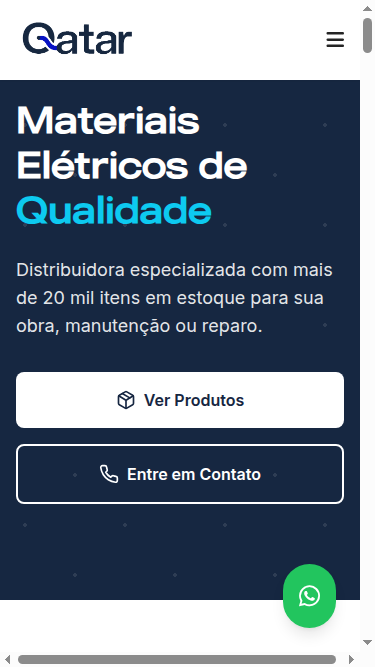 Qatar
Materiais
Elétricos de
Qualidade
Distribuidora especializada com mais
de 20 mil itens em estoque para sua
obra, manutenção ou reparo.
Ver Produtos
Entre em Contato